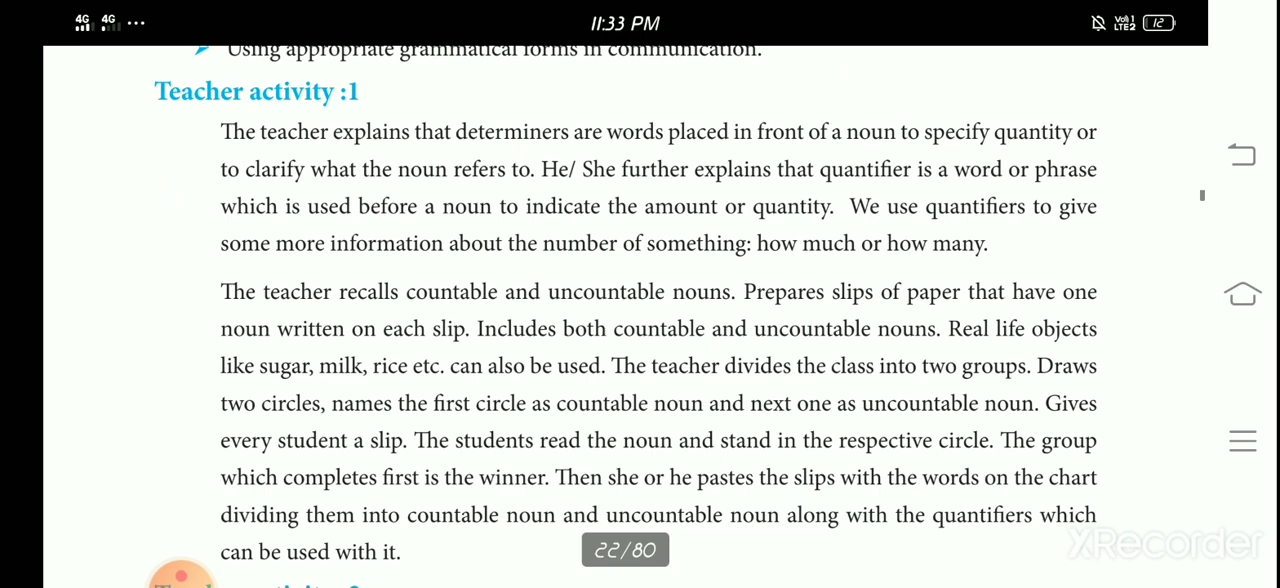 4G 4G ... 11:33 PM Vo) 1 LTE2 12
Using appropriate grammatical forms in communication.
Teacher activity :1
The teacher explains that determiners are words placed in front of a noun to specify quantity or
to clarify what the noun refers to. He/ She further explains that quantifier is a word or phrase
which is used before a noun to indicate the amount or quantity. We use quantifiers to give
some more information about the number of something: how much or how many.
The teacher recalls countable and uncountable nouns. Prepares slips of paper that have one
noun written on each slip. Includes both countable and uncountable nouns. Real life objects
like sugar, milk, rice etc. can also be used. The teacher divides the class into two groups. Draws
two circles, names the first circle as countable noun and next one as uncountable noun. Gives
every student a slip. The students read the noun and stand in the respective circle. The group
which completes first is the winner. Then she or he pastes the slips with the words on the chart
dividing them into countable noun and uncountable noun along with the quantifiers which
can be used with it.
22/80
XRecorder